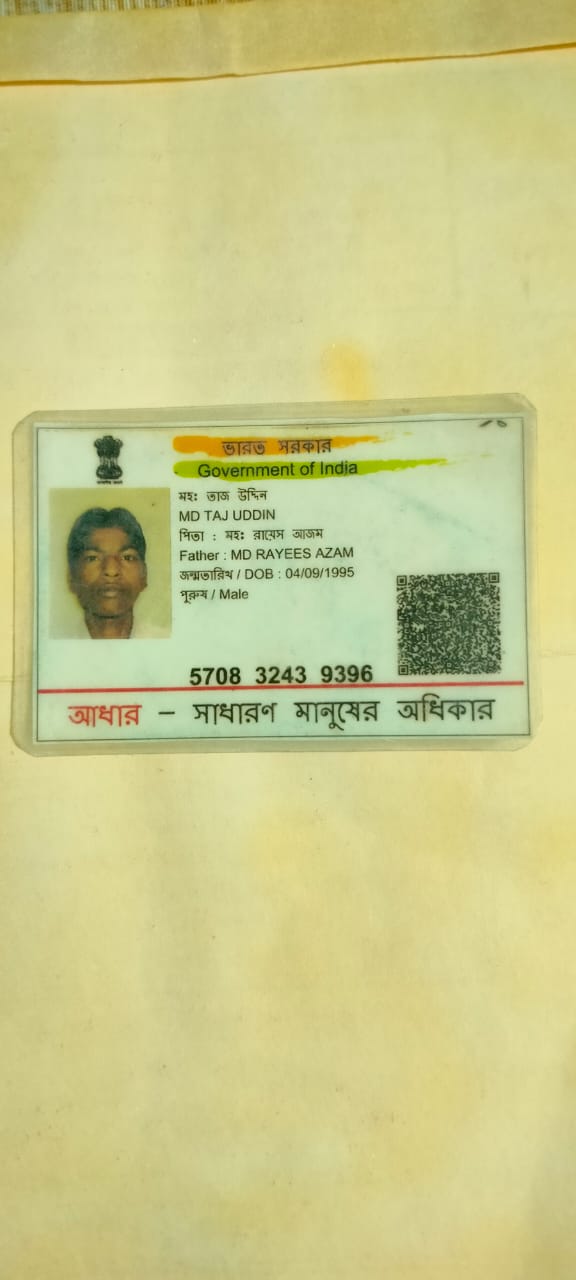 ভারত সরকার
Government of India
মহঃ তাজ উদ্দিন
MD TAJ UDDIN
পিতা : মহঃ রায়েস আজম
Father : MD RAYEES AZAM
জন্মতারিখ / DOB : 04/09/1995
পুরুষ / Male
5708 3243 9396
আধার – সাধারণ মানুষের অধিকার